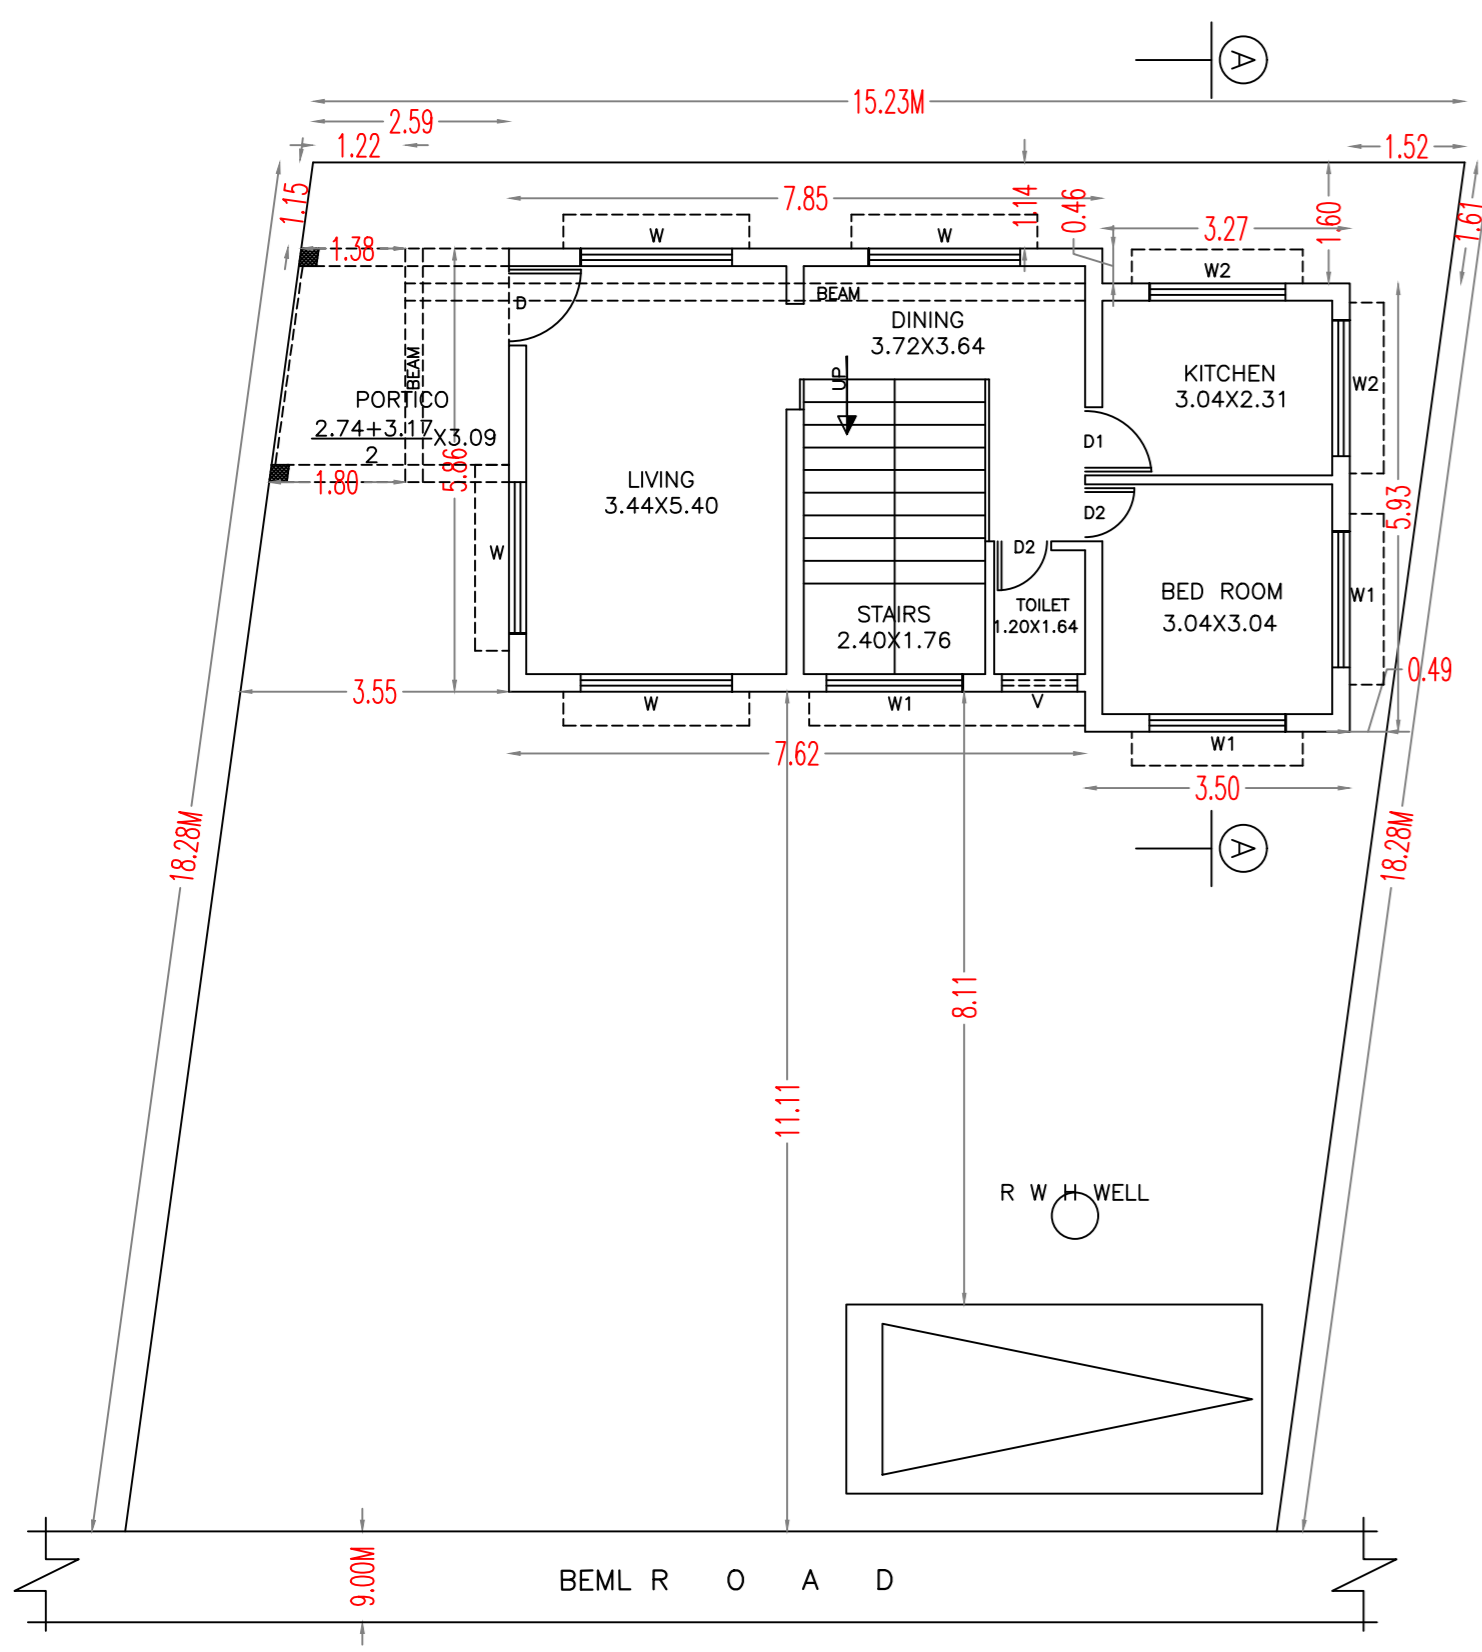 A
15.23M
2.59
1.22
1.52
1.15
7.85
1.14
0.46
1.60
1.61
3.27
1.38
W
W
W2
D
BEAM
DINING
3.72X3.64
BEAM
UP
KITCHEN
3.04X2.31
W2
PORTICO
2.74+3.17
X3.09
2
D1
5.86
1.80
LIVING
3.44X5.40
5.93
D2
W
D2
BED ROOM
3.04X3.04
W1
TOILET
1.20X1.64
STAIRS
2.40X1.76
0.49
3.55
W
W1
V
W1
7.62
3.50
18.28M
18.28M
A
8.11
11.11
R W H WELL
9.00M
BEML R O A D